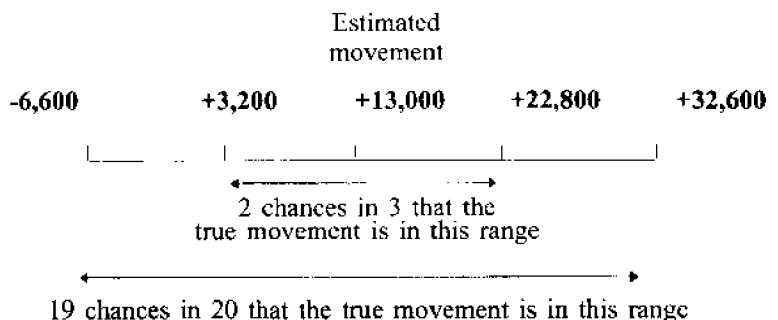 Estimated
movement
-6,600 +3,200 +13,000 +22,800 +32,600
2 chances in 3 that the
true movement is in this range
19 chances in 20 that the true movement is in this range